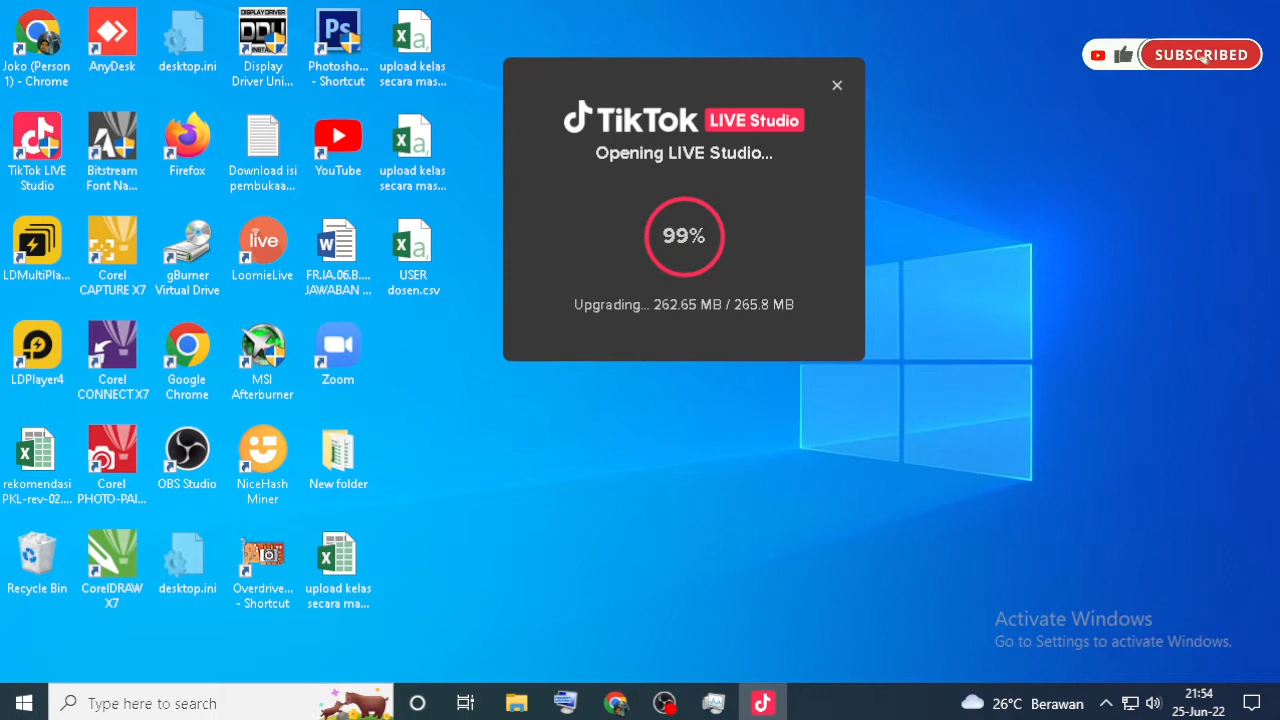 Joko (Person
1) - Chrome
AnyDesk
desktop.ini
DISPLAY DRIVER
DDU
Display
Driver Uni...
Ps
Photosho...
- Shortcut
a,
upload kelas
secara mas...
TikTok LIVE
Studio
Bitstream
Font Na...
Firefox
Download isi
pembukaa...
YouTube
a,
upload kelas
secara mas...
LDMultiPla...
Corel
CAPTURE X7
gBurner
Virtual Drive
live
LoomieLive
FR.IA.06.B....
JAWABAN ...
a,
USER
dosen.csv
LDPlayer4
Corel
CONNECT X7
Google
Chrome
MSI
Afterburner
Zoom
rekomendasi
PKL-rev-02....
Corel
PHOTO-PAI...
OBS Studio
NiceHash
Miner
New folder
Recycle Bin
CorelDRAW
X7
desktop.ini
Overdrive...
- Shortcut
upload kelas
secara ma...
TikTok LIVE Studio
Opening LIVE Studio...
99%
Upgrading... 262.65 MB / 265.8 MB
SUBSCRIBED
Activate Windows
Go to Settings to activate Windows.
Type here to search
26°C Berawan
21:54
25-Jun-22